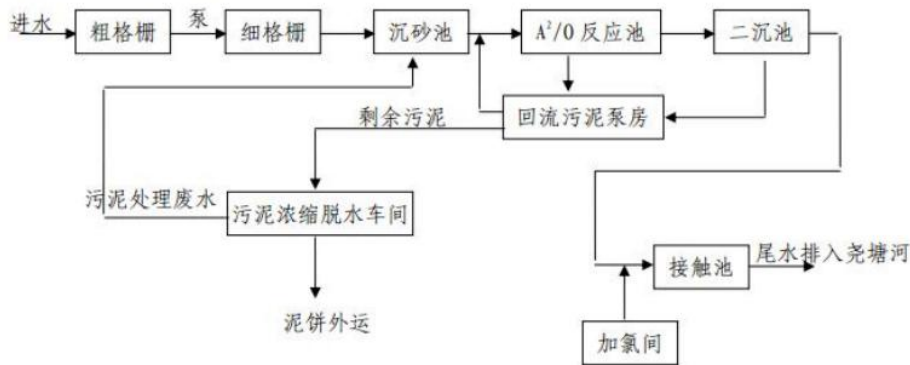 进水
粗格栅
泵
细格栅
沉砂池
A²/O 反应池
二沉池
剩余污泥
回流污泥泵房
污泥处理废水
污泥浓缩脱水车间
接触池
尾水排入尧塘河
泥饼外运
加氯间